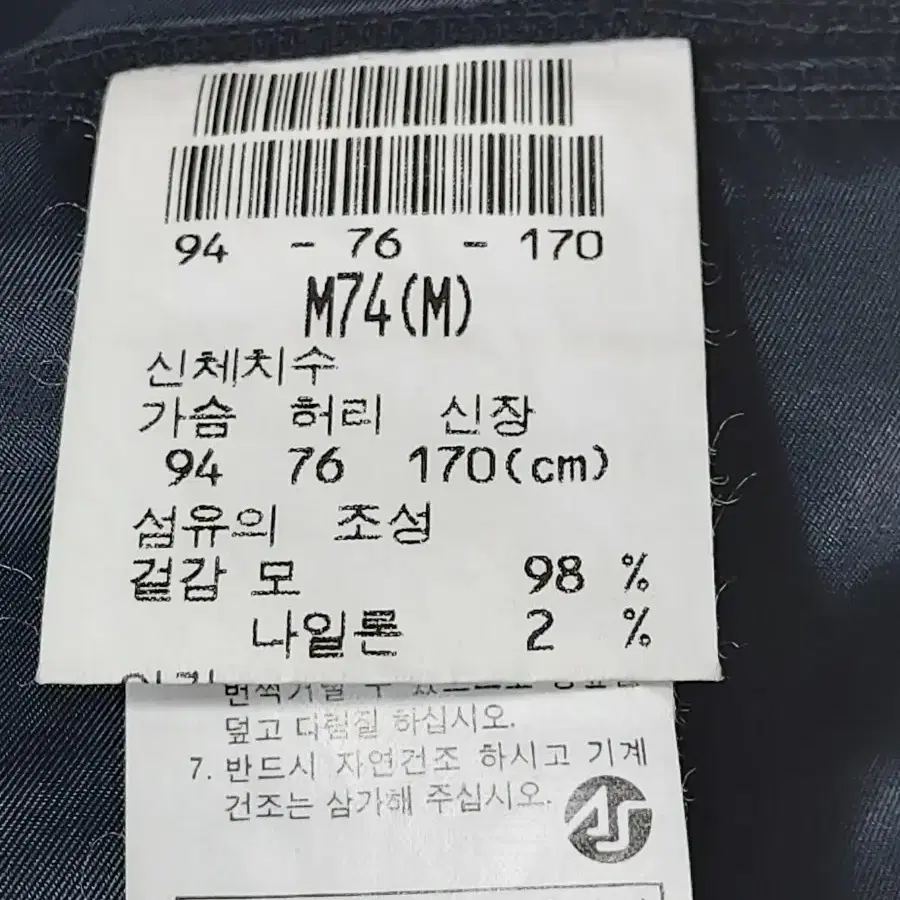 94 - 76 - 170
M74(M)
신체치수
가슴 허리 신장
94 76 170(cm)
섬유의 조성
겉감 모 98 %
나일론 2 %
덮고 다림질 하십시오.
7. 반드시 자연건조 하시고 기계
건조는 삼가해 주십시오.
AS